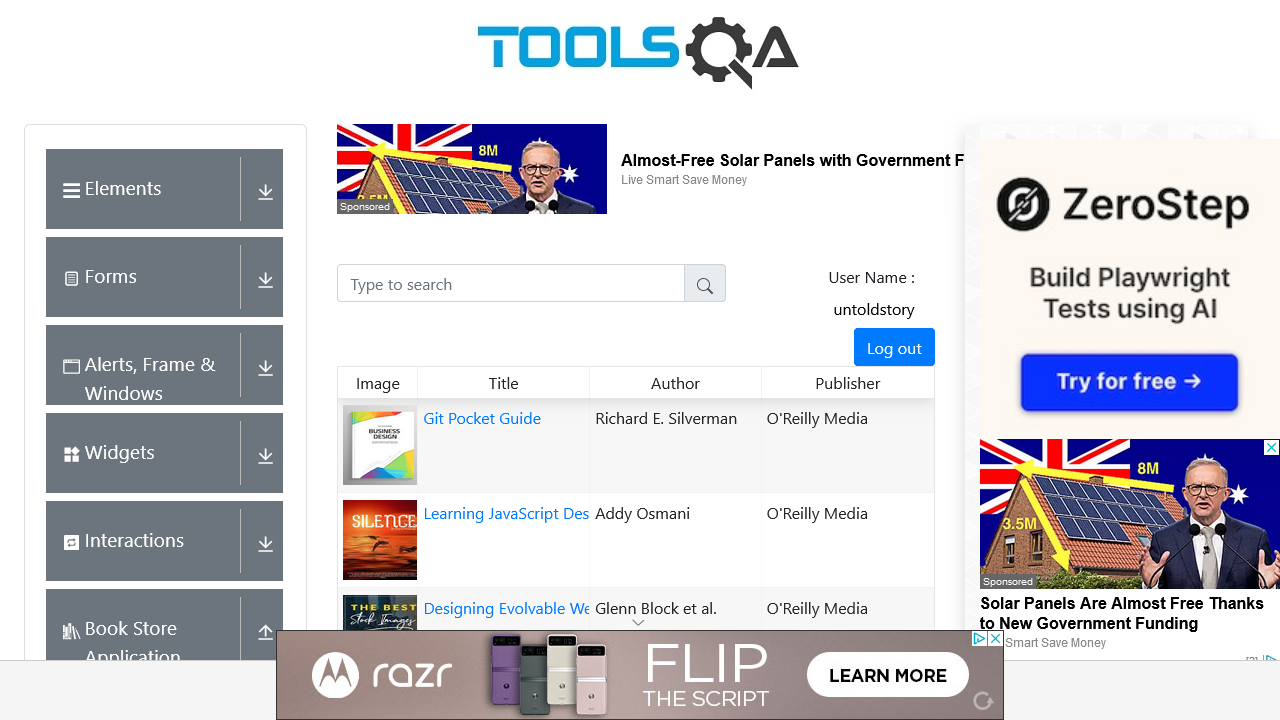 TOOLSQA
Elements
Forms
Alerts, Frame &
Windows
Widgets
Interactions
Book Store
Application
8M
Sponsored
Almost-Free Solar Panels with Government F
Live Smart Save Money
Type to search
User Name :
untoldstory
Log out
Image
Title
Author
Publisher
BUSINESS
DESIGN
Git Pocket Guide
Richard E. Silverman
O'Reilly Media
SILENCE
Learning JavaScript Des
Addy Osmani
O'Reilly Media
THE BEST
Stock Images
Designing Evolvable We
Glenn Block et al.
O'Reilly Media
ZeroStep
Build Playwright
Tests using AI
Try for free →
8M
3.5M
Sponsored
Solar Panels Are Almost Free Thanks
to New Government Funding
Smart Save Money
razr
FLIP
THE SCRIPT
LEARN MORE